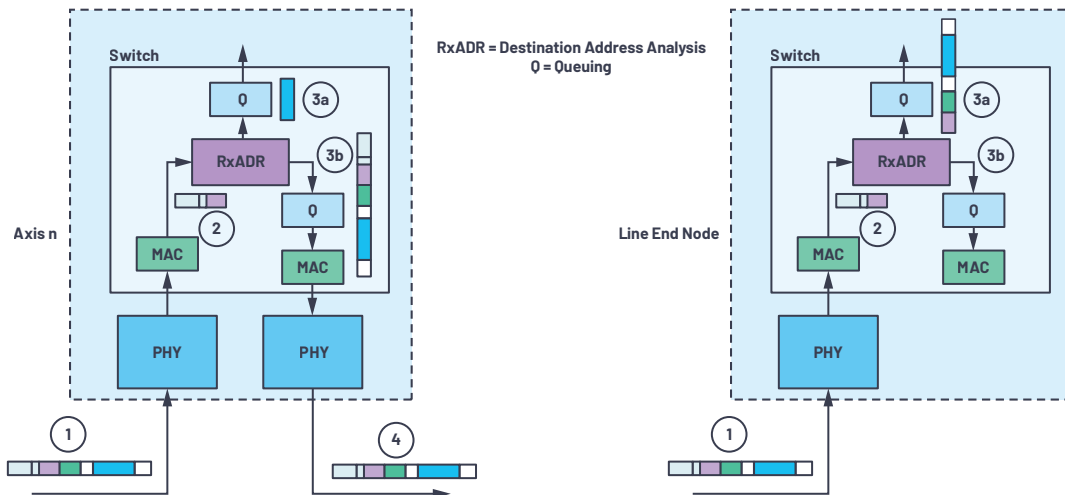 Switch
RxADR = Destination Address Analysis
Q = Queuing
Switch
Q
3a
Q
3a
RxADR
3b
RxADR
3b
2
Q
2
Q
Axis n
Line End Node
MAC
MAC
MAC
MAC
PHY
PHY
PHY
1
4
1